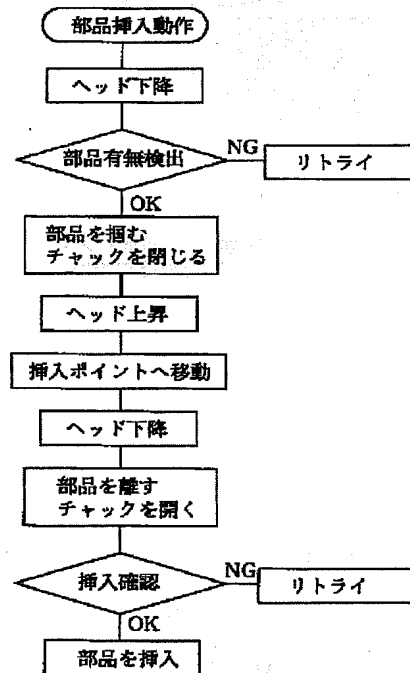 部品挿入動作
ヘッド下降
部品有無検出
NG
リトライ
OK
部品を掴む
チャックを閉じる
ヘッド上昇
挿入ポイントへ移動
ヘッド下降
部品を離す
チャックを開く
挿入確認
NG
リトライ
OK
部品を挿入